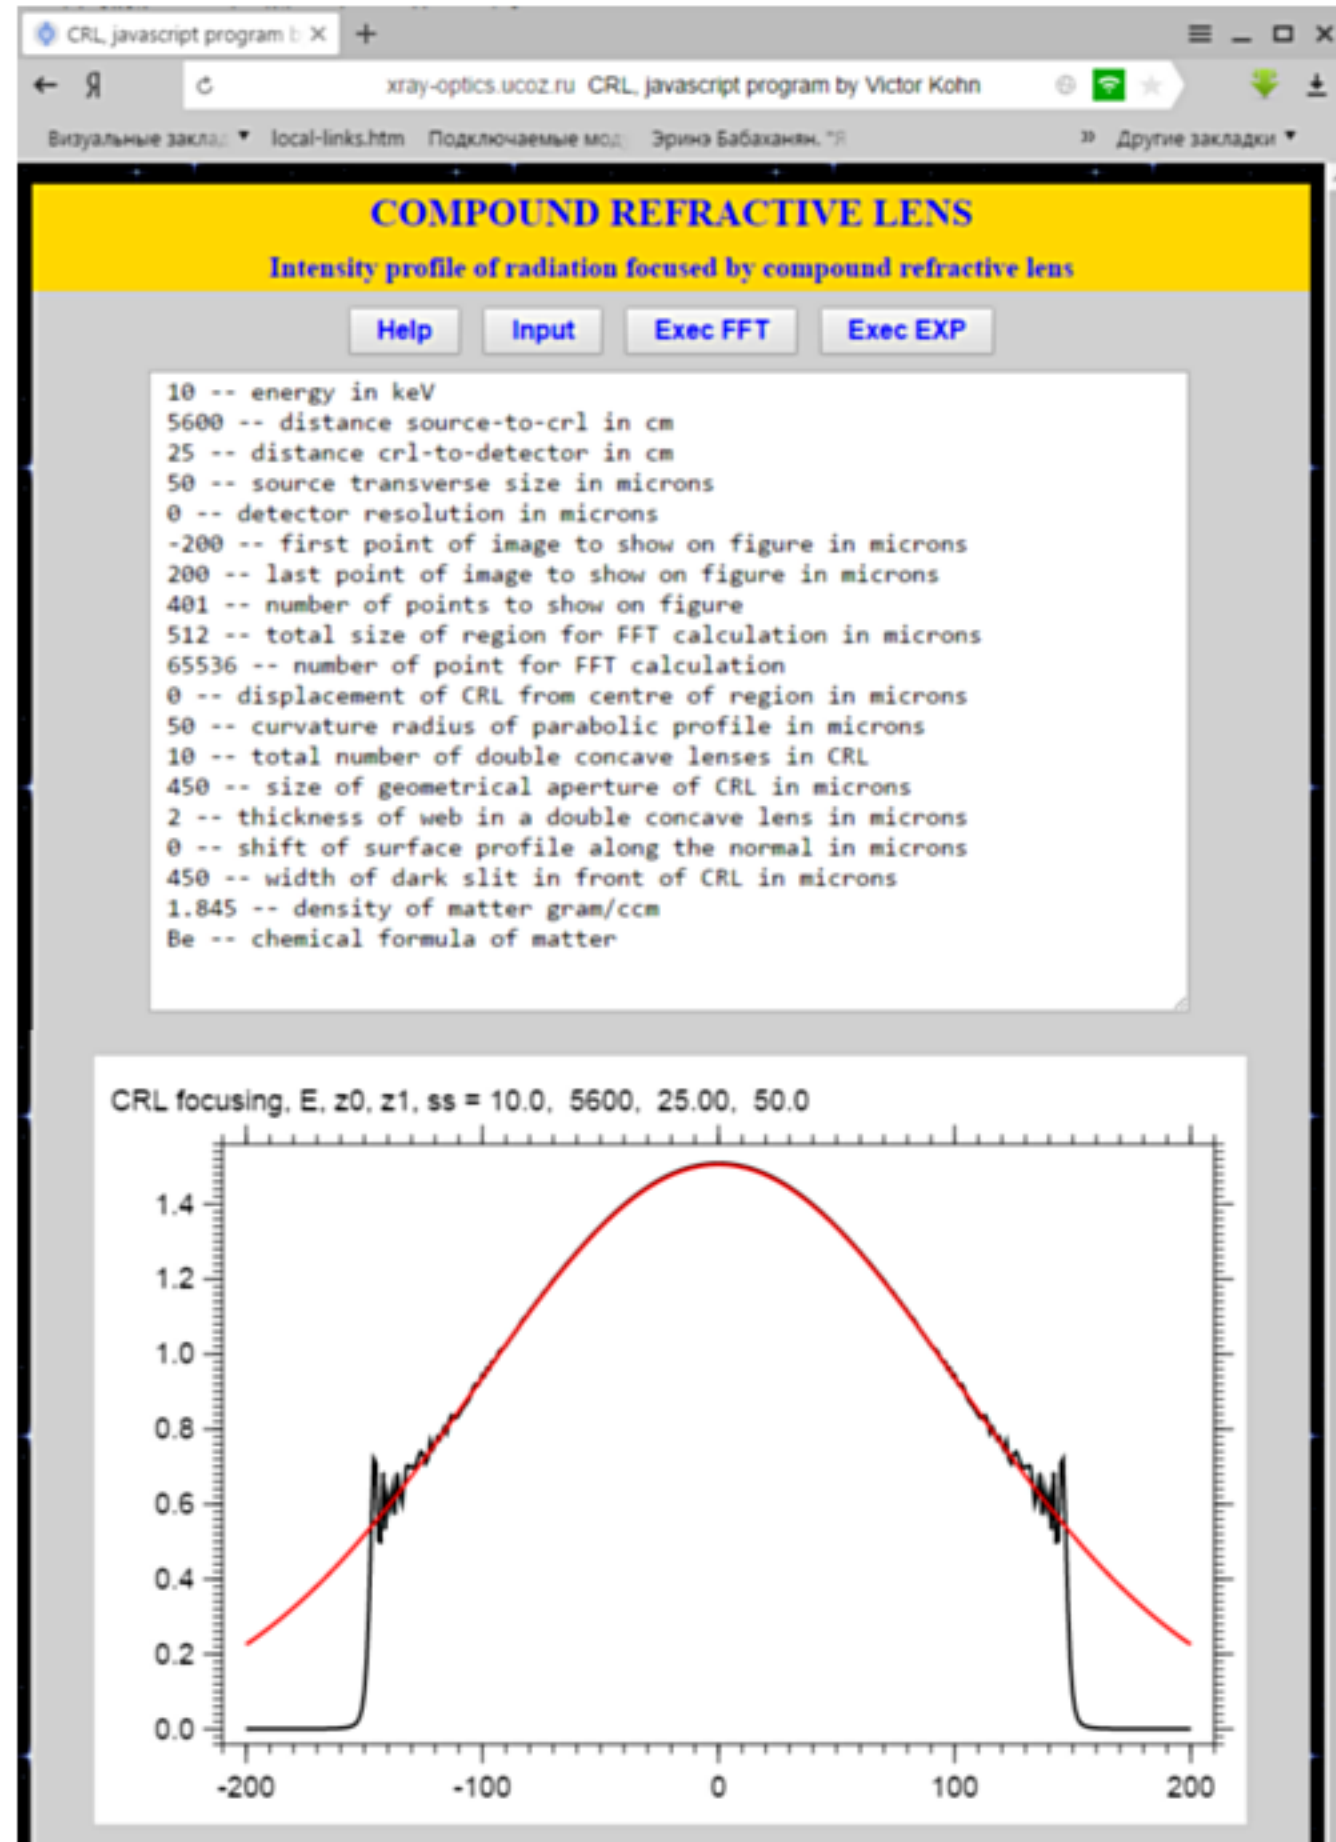 CRL, javascript program b
Я xray-optics.ucoz.ru CRL, javascript program by Victor Kohn
Визуальные заклад local-links.htm Подключаемые мод Эринэ Бабаханян. "Я » Другие закладки
COMPOUND REFRACTIVE LENS
Intensity profile of radiation focused by compound refractive lens
Help Input Exec FFT Exec EXP
10 -- energy in keV
5600 -- distance source-to-crl in cm
25 -- distance crl-to-detector in cm
50 -- source transverse size in microns
0 -- detector resolution in microns
-200 -- first point of image to show on figure in microns
200 -- last point of image to show on figure in microns
401 -- number of points to show on figure
512 -- total size of region for FFT calculation in microns
65536 -- number of point for FFT calculation
0 -- displacement of CRL from centre of region in microns
50 -- curvature radius of parabolic profile in microns
10 -- total number of double concave lenses in CRL
450 -- size of geometrical aperture of CRL in microns
2 -- thickness of web in a double concave lens in microns
0 -- shift of surface profile along the normal in microns
450 -- width of dark slit in front of CRL in microns
1.845 -- density of matter gram/ccm
Be -- chemical formula of matter
CRL focusing, E, z0, z1, ss = 10.0, 5600, 25.00, 50.0
1.4
1.2
1.0
0.8
0.6
0.4
0.2
0.0
-200 -100 0 100 200